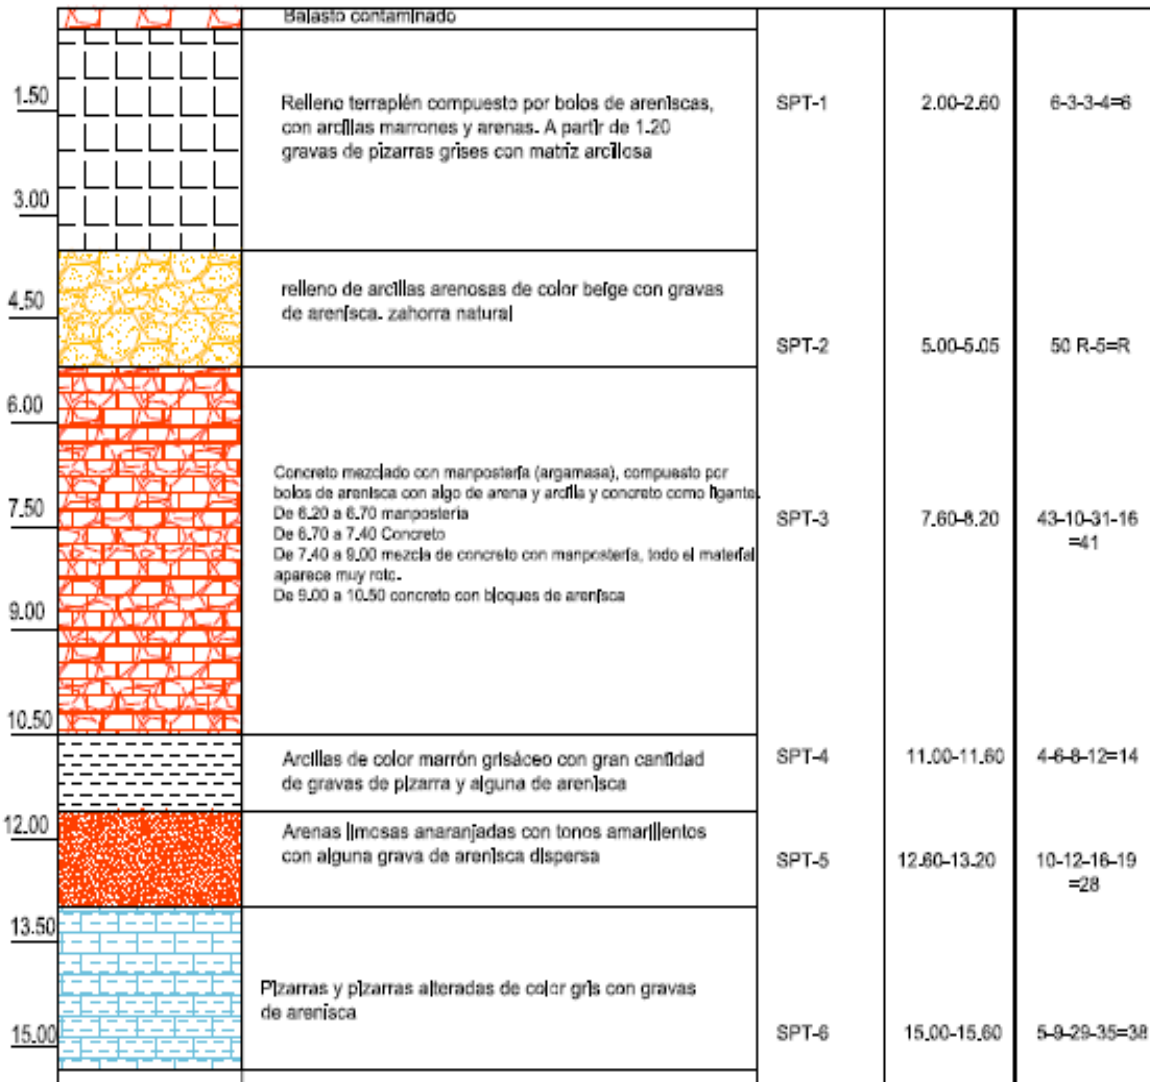 Balasto contaminado
1.50
Relleno terraplén compuesto por bolos de areniscas,
con arcillas marrones y arenas. A partir de 1.20
gravas de pizarras grises con matriz arcillosa
SPT-1
2.00-2.60
6-3-3-4=6
3.00
4.50
relleno de arcillas arenosas de color beige con gravas
de arenisca. zahorra natural
SPT-2
5.00-5.05
50 R-5=R
6.00
Concreto mezclado con manpostería (argamasa), compuesto por
bolos de arenisca con algo de arena y arcilla y concreto como ligante.
De 6.20 a 6.70 manpostería
De 6.70 a 7.40 Concreto
De 7.40 a 9.00 mezcla de concreto con manpostería, todo el material
aparece muy roto.
De 9.00 a 10.50 concreto con bloques de arenisca
7.50
SPT-3
7.60-8.20
43-10-31-16
=41
9.00
10.50
Arcillas de color marrón grisáceo con gran cantidad
de gravas de pizarra y alguna de arenisca
SPT-4
11.00-11.60
4-6-8-12=14
12.00
Arenas limosas anaranjadas con tonos amarillentos
con alguna grava de arenisca dispersa
SPT-5
12.60-13.20
10-12-16-19
=28
13.50
Pizarras y pizarras alteradas de color gris con gravas
de arenisca
15.00
SPT-6
15.00-15.60
5-9-29-35=38